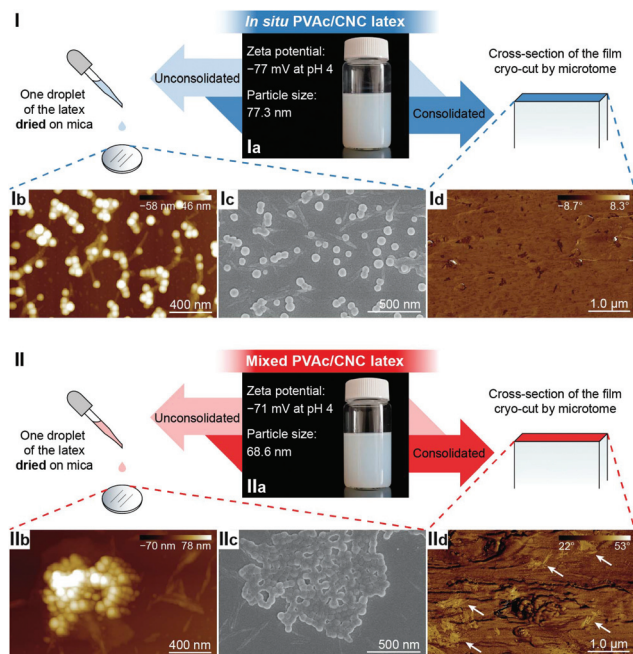 I
In situ PVAc/CNC latex
One droplet
of the latex
dried on mica
Unconsolidated
Zeta potential:
−77 mV at pH 4
Particle size:
77.3 nm
Ia
Consolidated
Cross-section of the film
cryo-cut by microtome
Ib
−58 nm 46 nm
400 nm
Ic
500 nm
Id
−8.7° 8.3°
1.0 µm
II
Mixed PVAc/CNC latex
One droplet
of the latex
dried on mica
Unconsolidated
Zeta potential:
−71 mV at pH 4
Particle size:
68.6 nm
IIa
Consolidated
Cross-section of the film
cryo-cut by microtome
IIb
−70 nm 78 nm
400 nm
IIc
500 nm
IId
22° 53°
1.0 µm